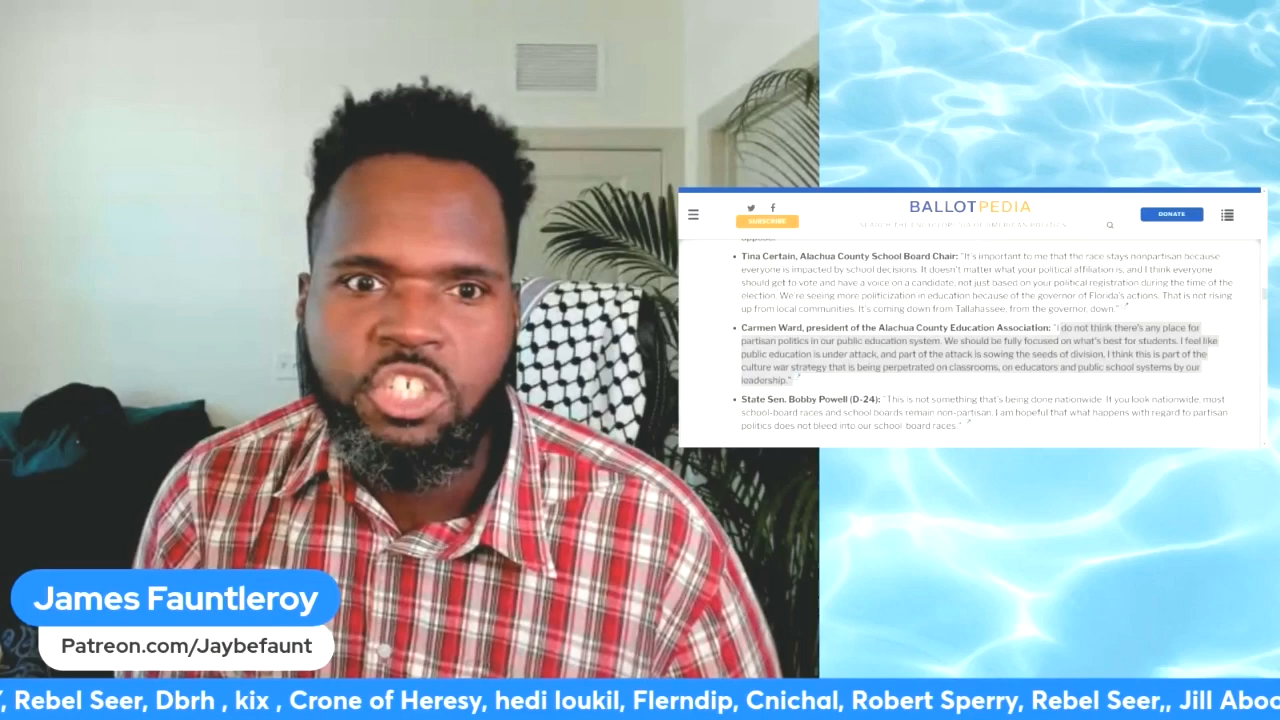 BALLOTPEDIA
SUBSCRIBE
DONATE
oppose.
Tina Certain, Alachua County School Board Chair: "It's important to me that the race stays nonpartisan because
everyone is impacted by school decisions. It doesn't matter what your political affiliation is, and I think everyone
should get to vote and have a voice on a candidate, not just based on your political registration during the time of the
election. We're seeing more politicization in education because of the governor of Florida's actions. That is not rising
up from local communities. It's coming down from Tallahassee, from the governor, down."
Carmen Ward, president of the Alachua County Education Association: "I do not think there's any place for
partisan politics in our public education system. We should be fully focused on what's best for students. I feel like
public education is under attack, and part of the attack is sowing the seeds of division. I think this is part of the
culture war strategy that is being perpetrated on classrooms, on educators and public school systems by our
leadership."
State Sen. Bobby Powell (D-24): "This is not something that's being done nationwide. If you look nationwide, most
school-board races and school boards remain non-partisan. I am hopeful that what happens with regard to partisan
politics does not bleed into our school board races."
James Fauntleroy
Patreon.com/Jaybefaunt
, Rebel Seer, Dbrh , kix , Crone of Heresy, hedi loukil, Flerndip, Cnichal, Robert Sperry, Rebel Seer,, Jill Aboo